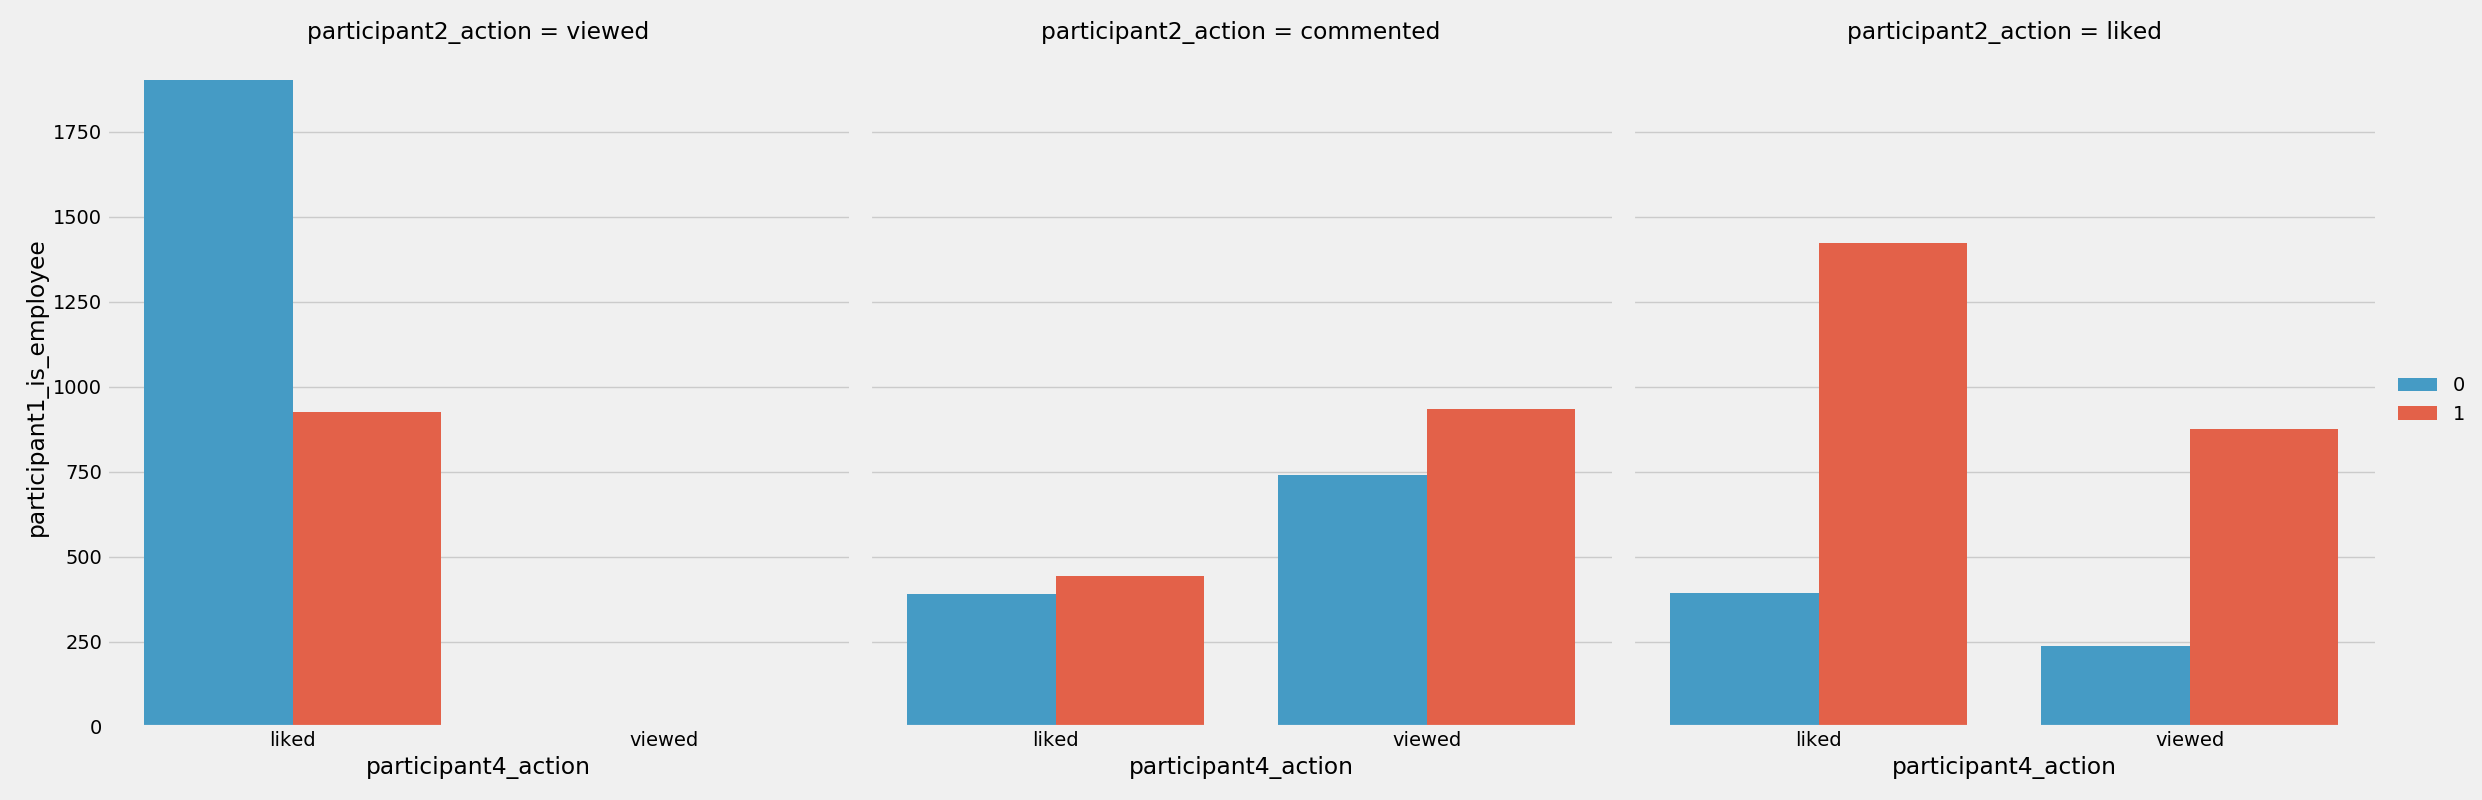 participant2_action = viewed
participant2_action = commented
participant2_action = liked
participant1_is_employee
1750
1500
1250
1000
750
500
250
0
liked
viewed
participant4_action
liked
viewed
participant4_action
liked
viewed
participant4_action
0
1